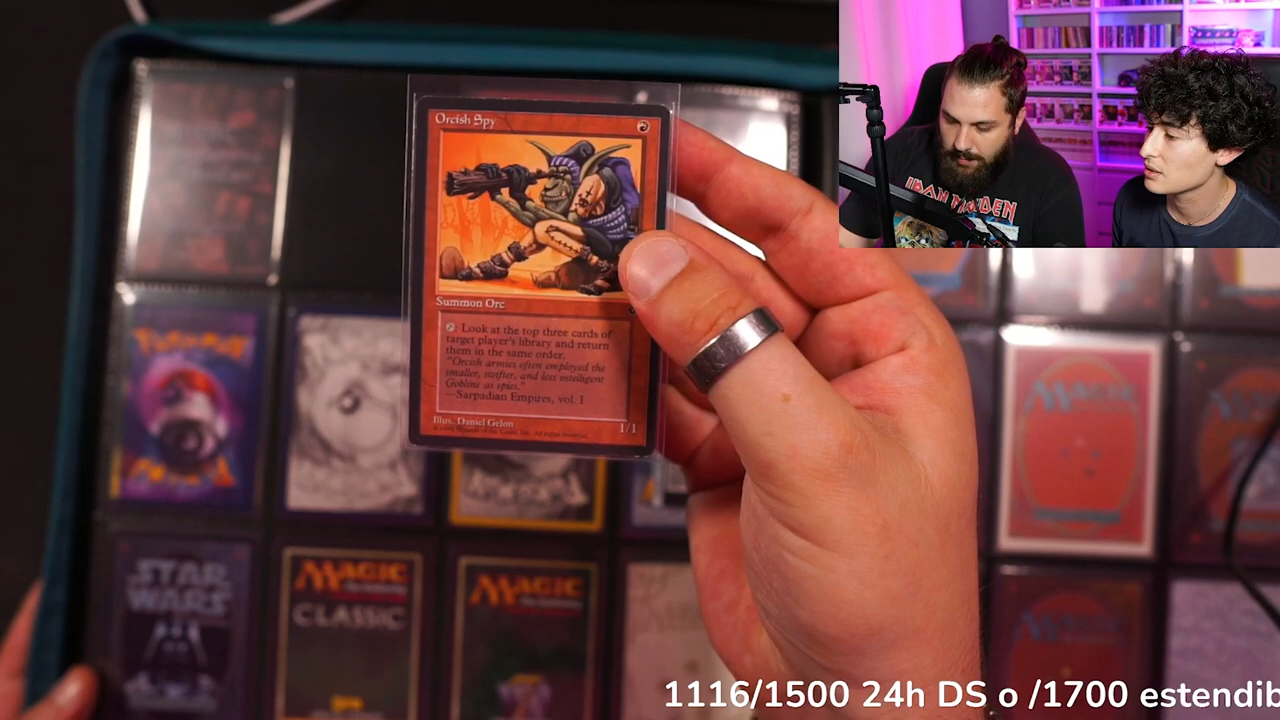 Orcish Spy
Summon Orc
: Look at the top three cards of
target player's library and return
them in the same order.
"Orcish armies often employed the
smaller, swifter, and less intelligent
Goblins as spies."
—Sarpadian Empires, vol. I
Illus. Daniel Gelon
1/1
IRON MAIDEN
MAGIC
STAR
WARS
MAGIC
CLASSIC
MAGIC
1116/1500 24h DS o /1700 estendib